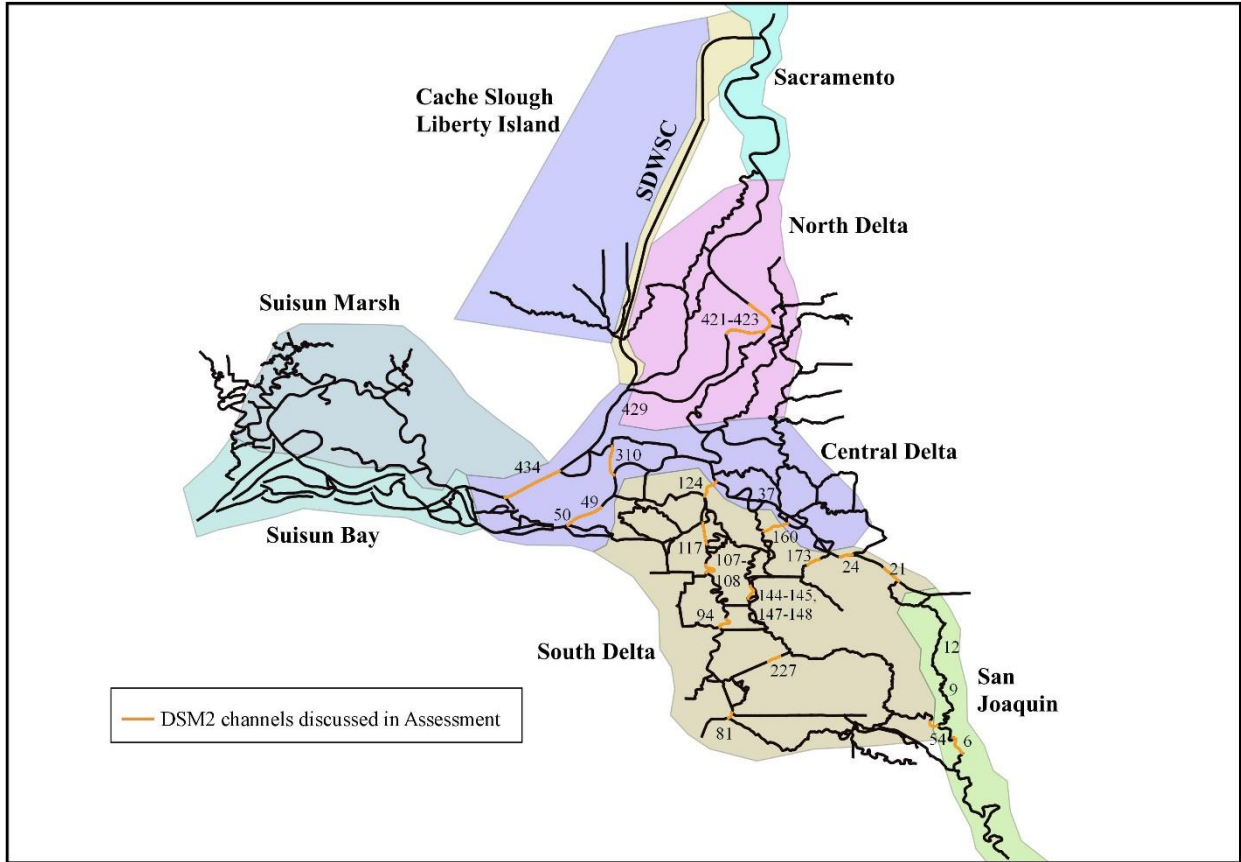 Sacramento
Cache Slough
Liberty Island
SDWSC
North Delta
421-423
Suisun Marsh
429
Central Delta
310
434
124
37
49
50
Suisun Bay
160
117
107-
108
173
24
21
144-145,
147-148
94
South Delta
12
227
9
San
Joaquin
DSM2 channels discussed in Assessment
81
54
6